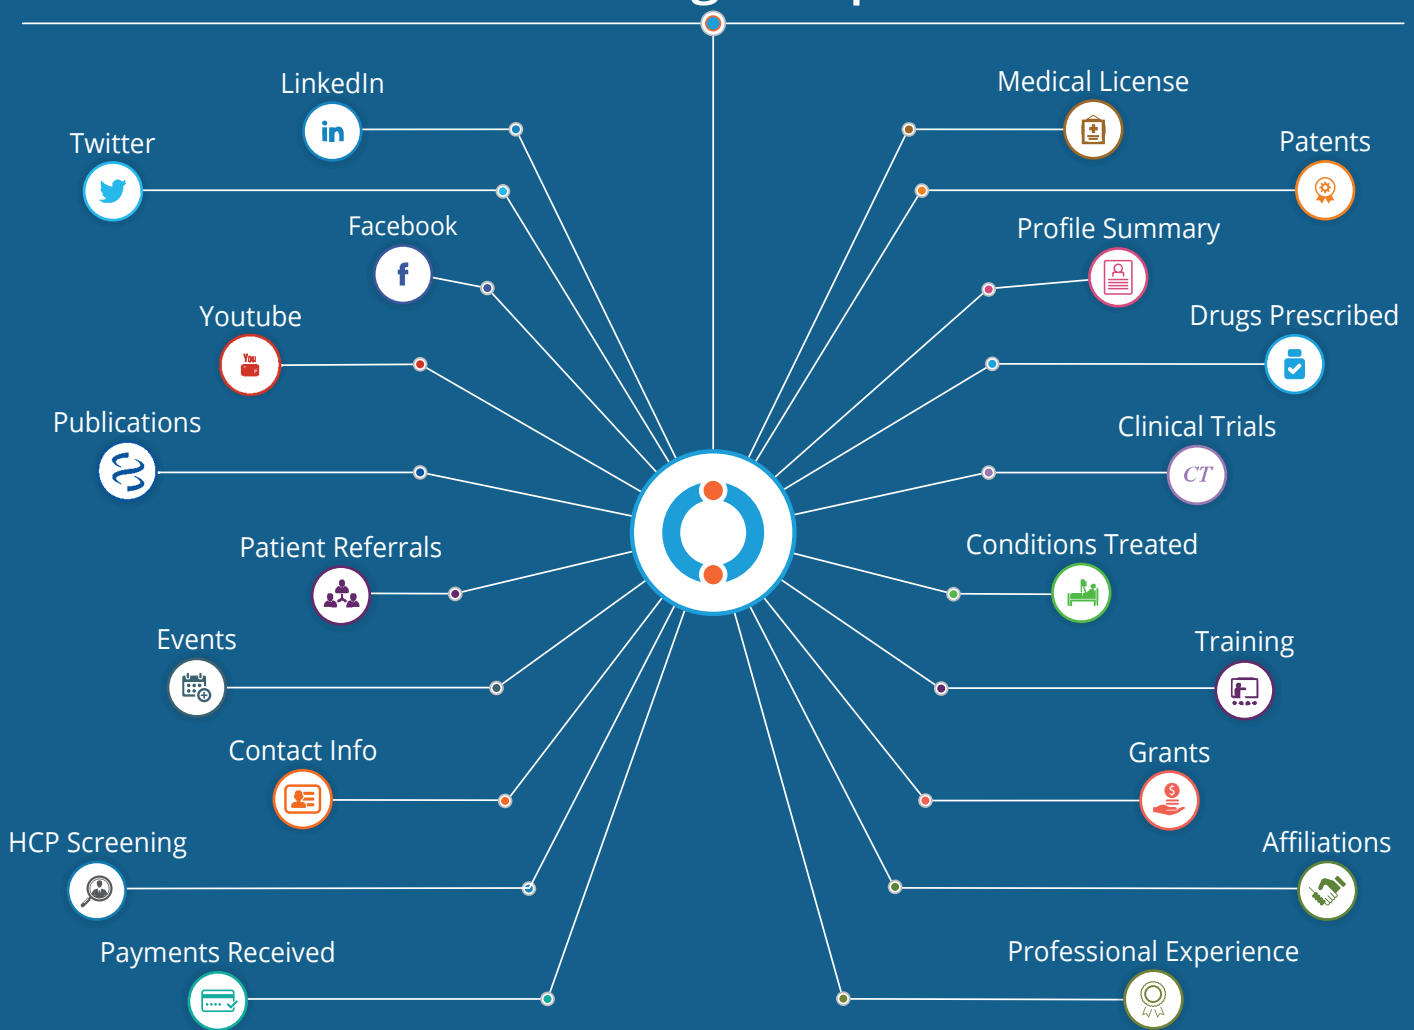 LinkedIn
Medical License
Twitter
Patents
Facebook
Profile Summary
Youtube
Drugs Prescribed
You
Publications
Clinical Trials
CT
Patient Referrals
Conditions Treated
Events
Training
Contact Info
Grants
HCP Screening
Affiliations
Payments Received
Professional Experience